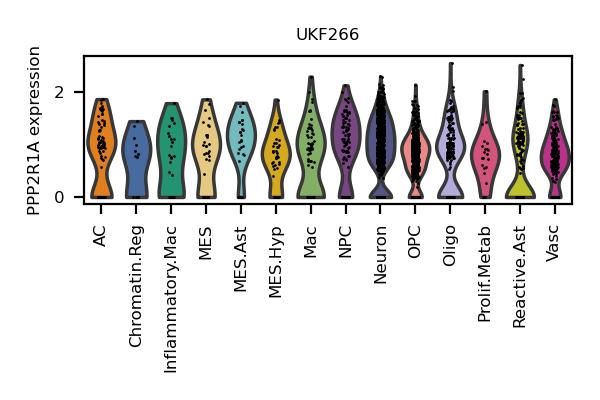 UKF266
PPP2R1A expression
2
0
AC
Chromatin.Reg
Inflammatory.Mac
MES
MES.Ast
MES.Hyp
Mac
NPC
Neuron
OPC
Oligo
Prolif.Metab
Reactive.Ast
Vasc